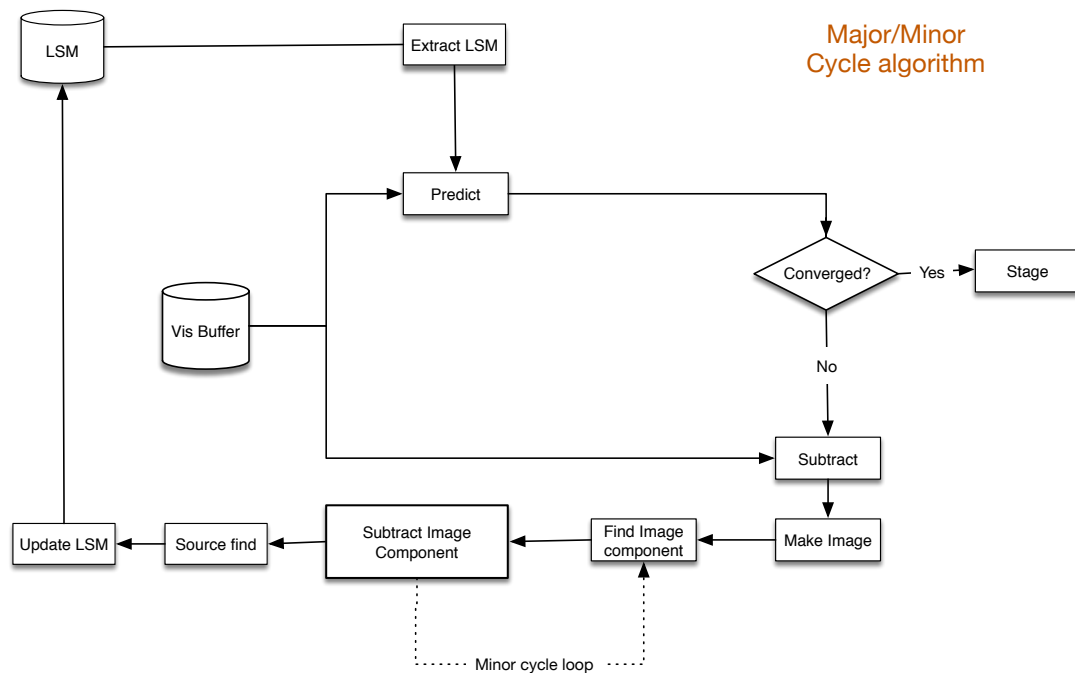 Major/Minor
Cycle algorithm
LSM
Extract LSM
Predict
Converged?
Yes
Stage
Vis Buffer
No
Subtract
Update LSM
Source find
Subtract Image
Component
Find Image
component
Make Image
Minor cycle loop